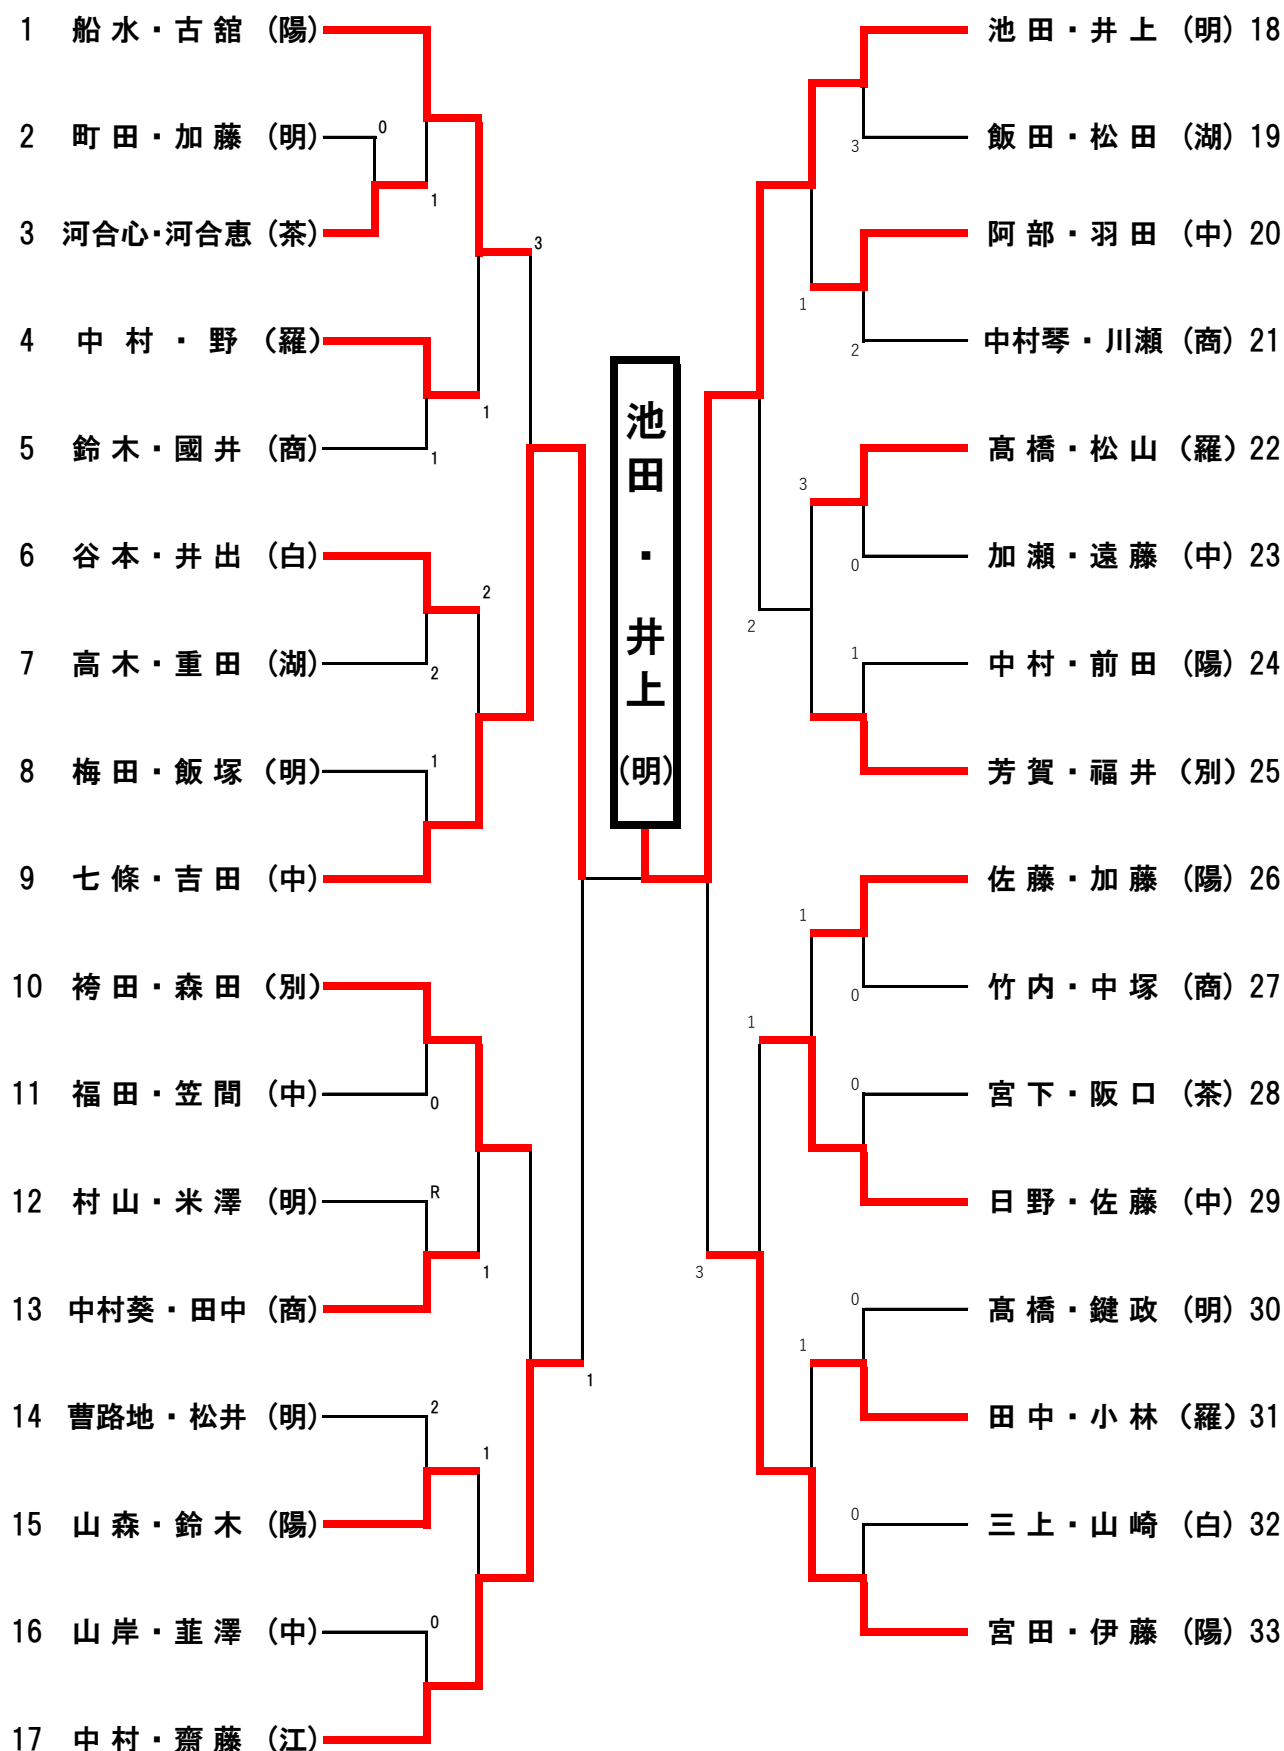 1 船水・古舘 (陽)
2 町田・加藤 (明)
0
3 河合心・河合恵 (茶)
1
3
4 中村・野 (羅)
1
5 鈴木・國井 (商)
1
6 谷本・井出 (白)
2
7 高木・重田 (湖)
2
8 梅田・飯塚 (明)
1
9 七條・吉田 (中)
10 袴田・森田 (別)
11 福田・笠間 (中)
0
12 村山・米澤 (明)
R
1
13 中村葵・田中 (商)
1
14 曹路地・松井 (明)
2
1
15 山森・鈴木 (陽)
16 山岸・韮澤 (中)
0
17 中村・齋藤 (江)
池田・井上
(明)
池田・井上 (明) 18
3
飯田・松田 (湖) 19
阿部・羽田 (中) 20
1
2
中村琴・川瀬 (商) 21
髙橋・松山 (羅) 22
3
0
加瀬・遠藤 (中) 23
2
1
中村・前田 (陽) 24
芳賀・福井 (別) 25
佐藤・加藤 (陽) 26
1
0
竹内・中塚 (商) 27
1
0
宮下・阪口 (茶) 28
日野・佐藤 (中) 29
3
0
髙橋・鍵政 (明) 30
1
田中・小林 (羅) 31
0
三上・山崎 (白) 32
宮田・伊藤 (陽) 33